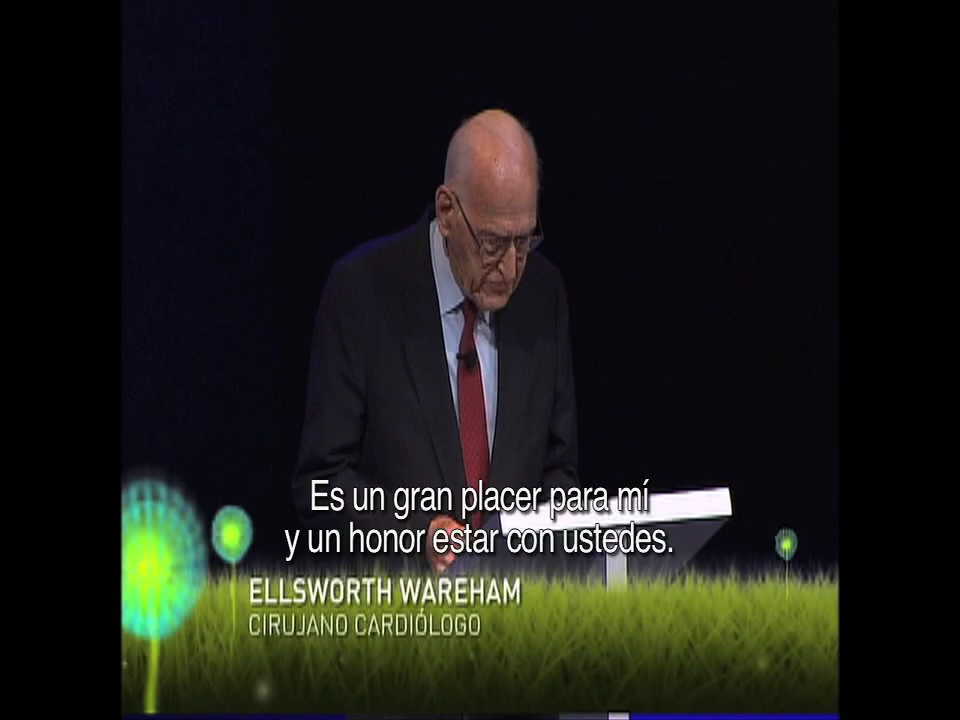 Es un gran placer para mí
y un honor estar con ustedes.
ELLSWORTH WAREHAM
CIRUJANO CARDIÓLOGO